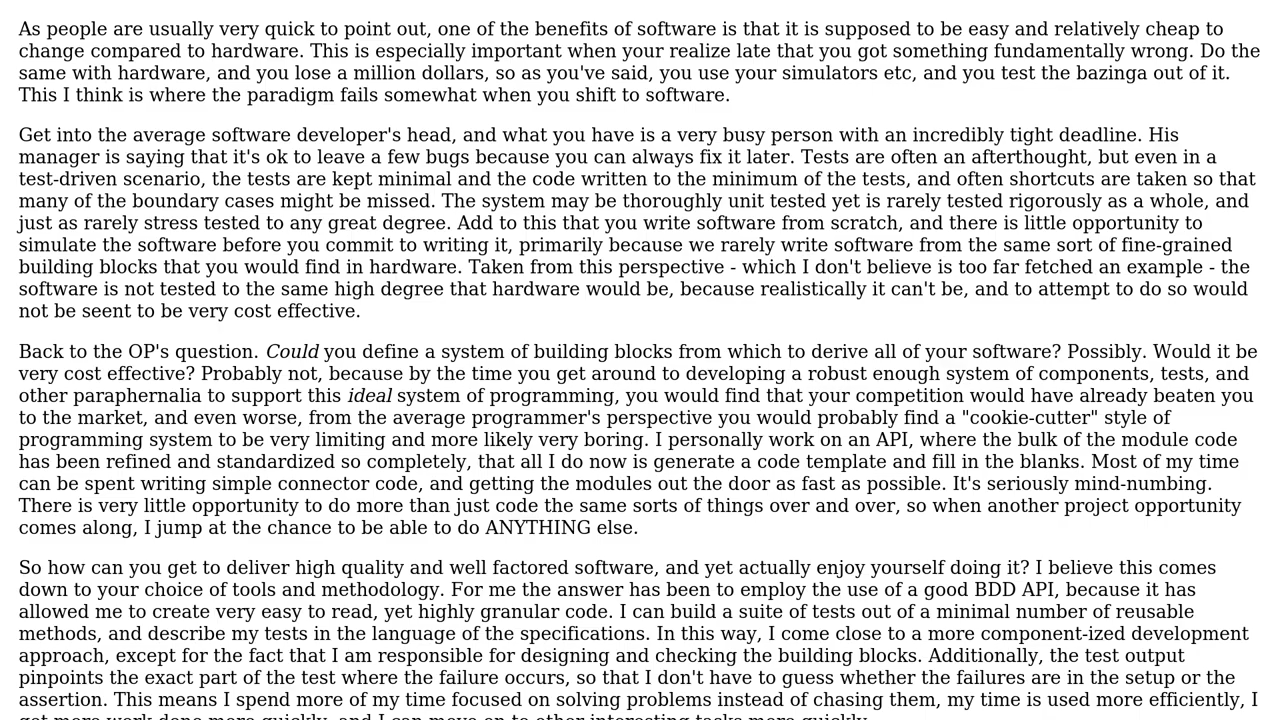 As people are usually very quick to point out, one of the benefits of software is that it is supposed to be easy and relatively cheap to
change compared to hardware. This is especially important when your realize late that you got something fundamentally wrong. Do the
same with hardware, and you lose a million dollars, so as you've said, you use your simulators etc, and you test the bazinga out of it.
This I think is where the paradigm fails somewhat when you shift to software.
Get into the average software developer's head, and what you have is a very busy person with an incredibly tight deadline. His
manager is saying that it's ok to leave a few bugs because you can always fix it later. Tests are often an afterthought, but even in a
test-driven scenario, the tests are kept minimal and the code written to the minimum of the tests, and often shortcuts are taken so that
many of the boundary cases might be missed. The system may be thoroughly unit tested yet is rarely tested rigorously as a whole, and
just as rarely stress tested to any great degree. Add to this that you write software from scratch, and there is little opportunity to
simulate the software before you commit to writing it, primarily because we rarely write software from the same sort of fine-grained
building blocks that you would find in hardware. Taken from this perspective - which I don't believe is too far fetched an example - the
software is not tested to the same high degree that hardware would be, because realistically it can't be, and to attempt to do so would
not be seent to be very cost effective.
Back to the OP's question. Could you define a system of building blocks from which to derive all of your software? Possibly. Would it be
very cost effective? Probably not, because by the time you get around to developing a robust enough system of components, tests, and
other paraphernalia to support this ideal system of programming, you would find that your competition would have already beaten you
to the market, and even worse, from the average programmer's perspective you would probably find a "cookie-cutter" style of
programming system to be very limiting and more likely very boring. I personally work on an API, where the bulk of the module code
has been refined and standardized so completely, that all I do now is generate a code template and fill in the blanks. Most of my time
can be spent writing simple connector code, and getting the modules out the door as fast as possible. It's seriously mind-numbing.
There is very little opportunity to do more than just code the same sorts of things over and over, so when another project opportunity
comes along, I jump at the chance to be able to do ANYTHING else.
So how can you get to deliver high quality and well factored software, and yet actually enjoy yourself doing it? I believe this comes
down to your choice of tools and methodology. For me the answer has been to employ the use of a good BDD API, because it has
allowed me to create very easy to read, yet highly granular code. I can build a suite of tests out of a minimal number of reusable
methods, and describe my tests in the language of the specifications. In this way, I come close to a more component-ized development
approach, except for the fact that I am responsible for designing and checking the building blocks. Additionally, the test output
pinpoints the exact part of the test where the failure occurs, so that I don't have to guess whether the failures are in the setup or the
assertion. This means I spend more of my time focused on solving problems instead of chasing them, my time is used more efficiently, I
get more work done more quickly, and I can move on to other interesting tasks more quickly.